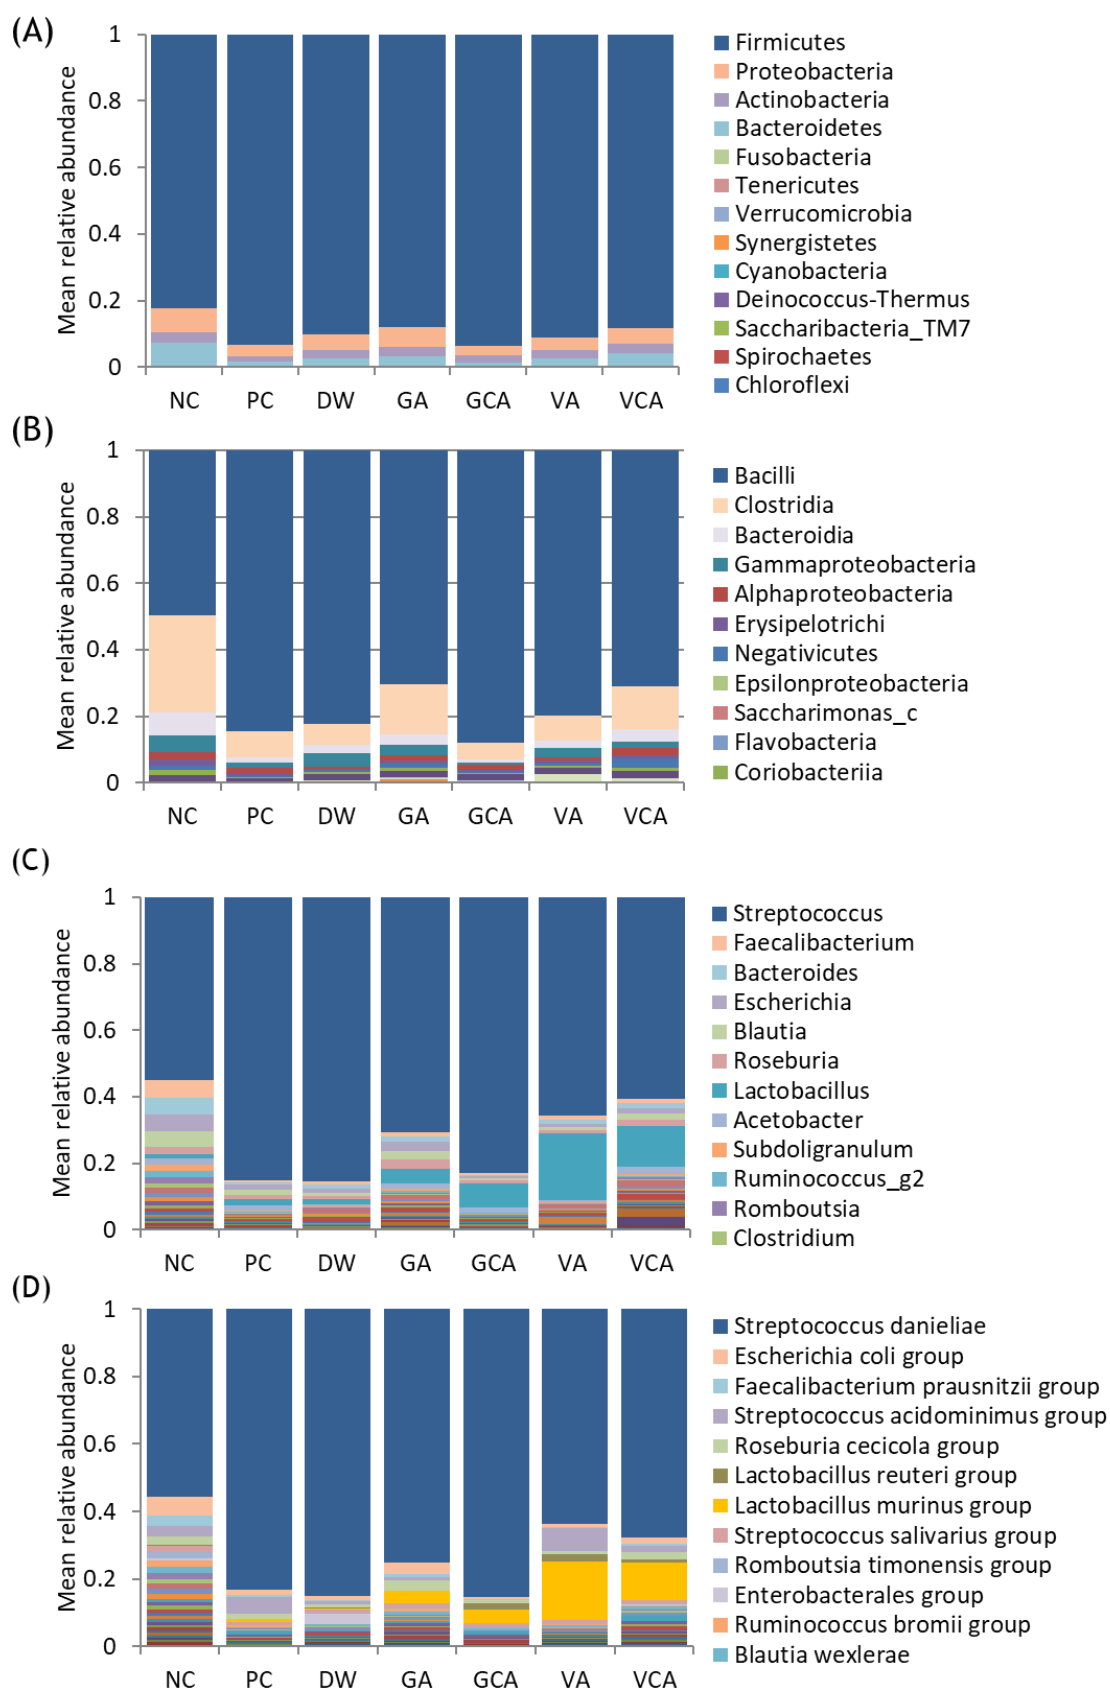 (A)
Mean relative abundance
1
0.8
0.6
0.4
0.2
0
NC PC DW GA GCA VA VCA
Firmicutes
Proteobacteria
Actinobacteria
Bacteroidetes
Fusobacteria
Tenericutes
Verrucomicrobia
Synergistetes
Cyanobacteria
Deinococcus-Thermus
Saccharibacteria_TM7
Spirochaetes
Chloroflexi
(B)
Mean relative abundance
1
0.8
0.6
0.4
0.2
0
NC PC DW GA GCA VA VCA
Bacilli
Clostridia
Bacteroidia
Gammaproteobacteria
Alphaproteobacteria
Erysipelotrichi
Negativicutes
Epsilonproteobacteria
Saccharimonas_c
Flavobacteria
Coriobacteriia
(C)
Mean relative abundance
1
0.8
0.6
0.4
0.2
0
NC PC DW GA GCA VA VCA
Streptococcus
Faecalibacterium
Bacteroides
Escherichia
Blautia
Roseburia
Lactobacillus
Acetobacter
Subdoligranulum
Ruminococcus_g2
Romboutsia
Clostridium
(D)
Mean relative abundance
1
0.8
0.6
0.4
0.2
0
NC PC DW GA GCA VA VCA
Streptococcus danieliae
Escherichia coli group
Faecalibacterium prausnitzii group
Streptococcus acidominimus group
Roseburia cecicola group
Lactobacillus reuteri group
Lactobacillus murinus group
Streptococcus salivarius group
Romboutsia timonensis group
Enterobacterales group
Ruminococcus bromii group
Blautia wexlerae